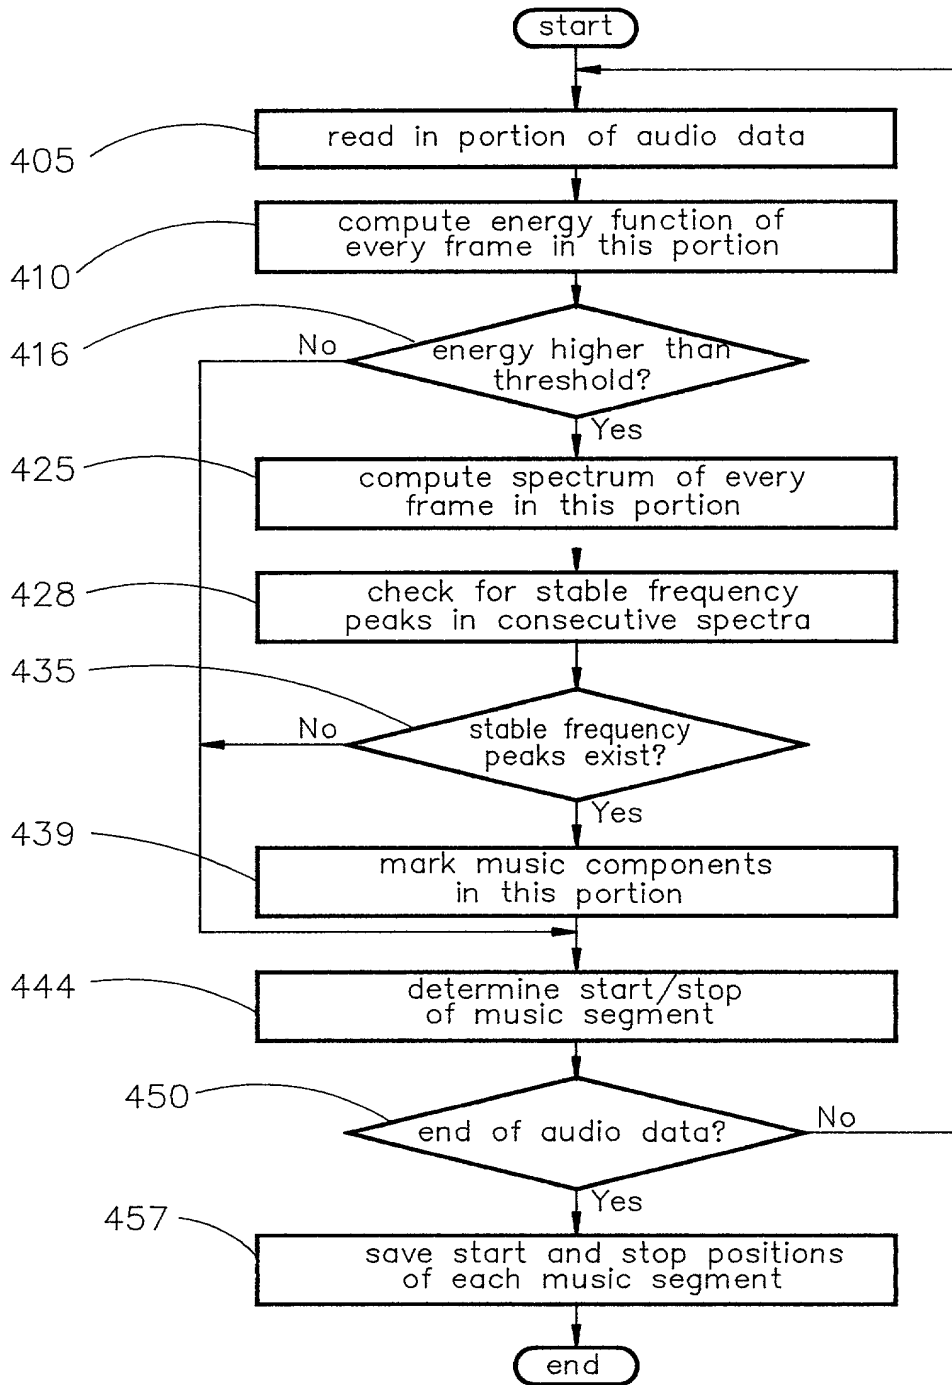 start
405
read in portion of audio data
410
compute energy function of
every frame in this portion
416
No
energy higher than
threshold?
Yes
425
compute spectrum of every
frame in this portion
428
check for stable frequency
peaks in consecutive spectra
435
No
stable frequency
peaks exist?
Yes
439
mark music components
in this portion
444
determine start/stop
of music segment
450
end of audio data?
No
Yes
457
save start and stop positions
of each music segment
end